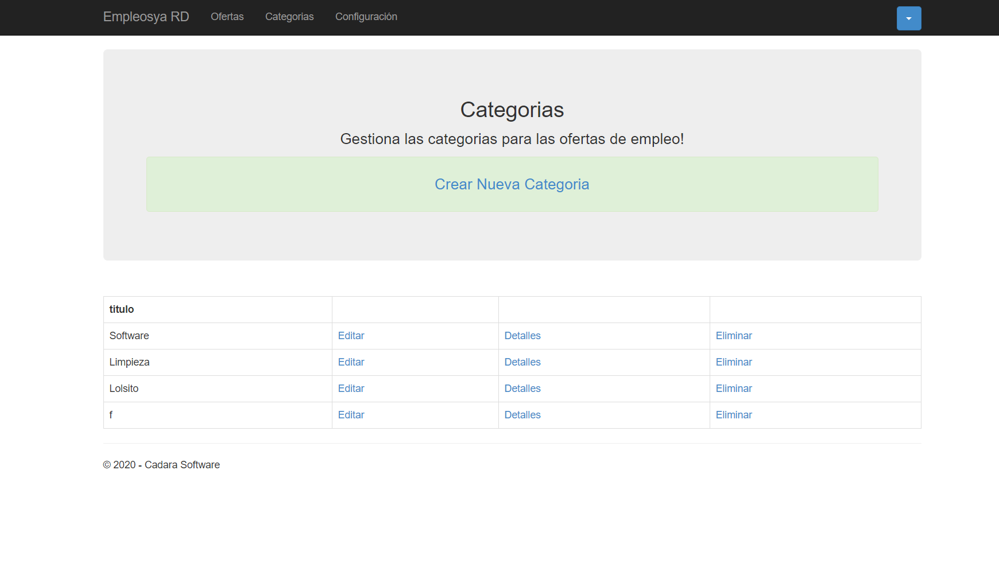 Empleosya RD Ofertas Categorias Configuración
Categorias
Gestiona las categorias para las ofertas de empleo!
Crear Nueva Categoria
titulo
Software Editar Detalles Eliminar
Limpieza Editar Detalles Eliminar
Lolsito Editar Detalles Eliminar
f Editar Detalles Eliminar
© 2020 - Cadara Software